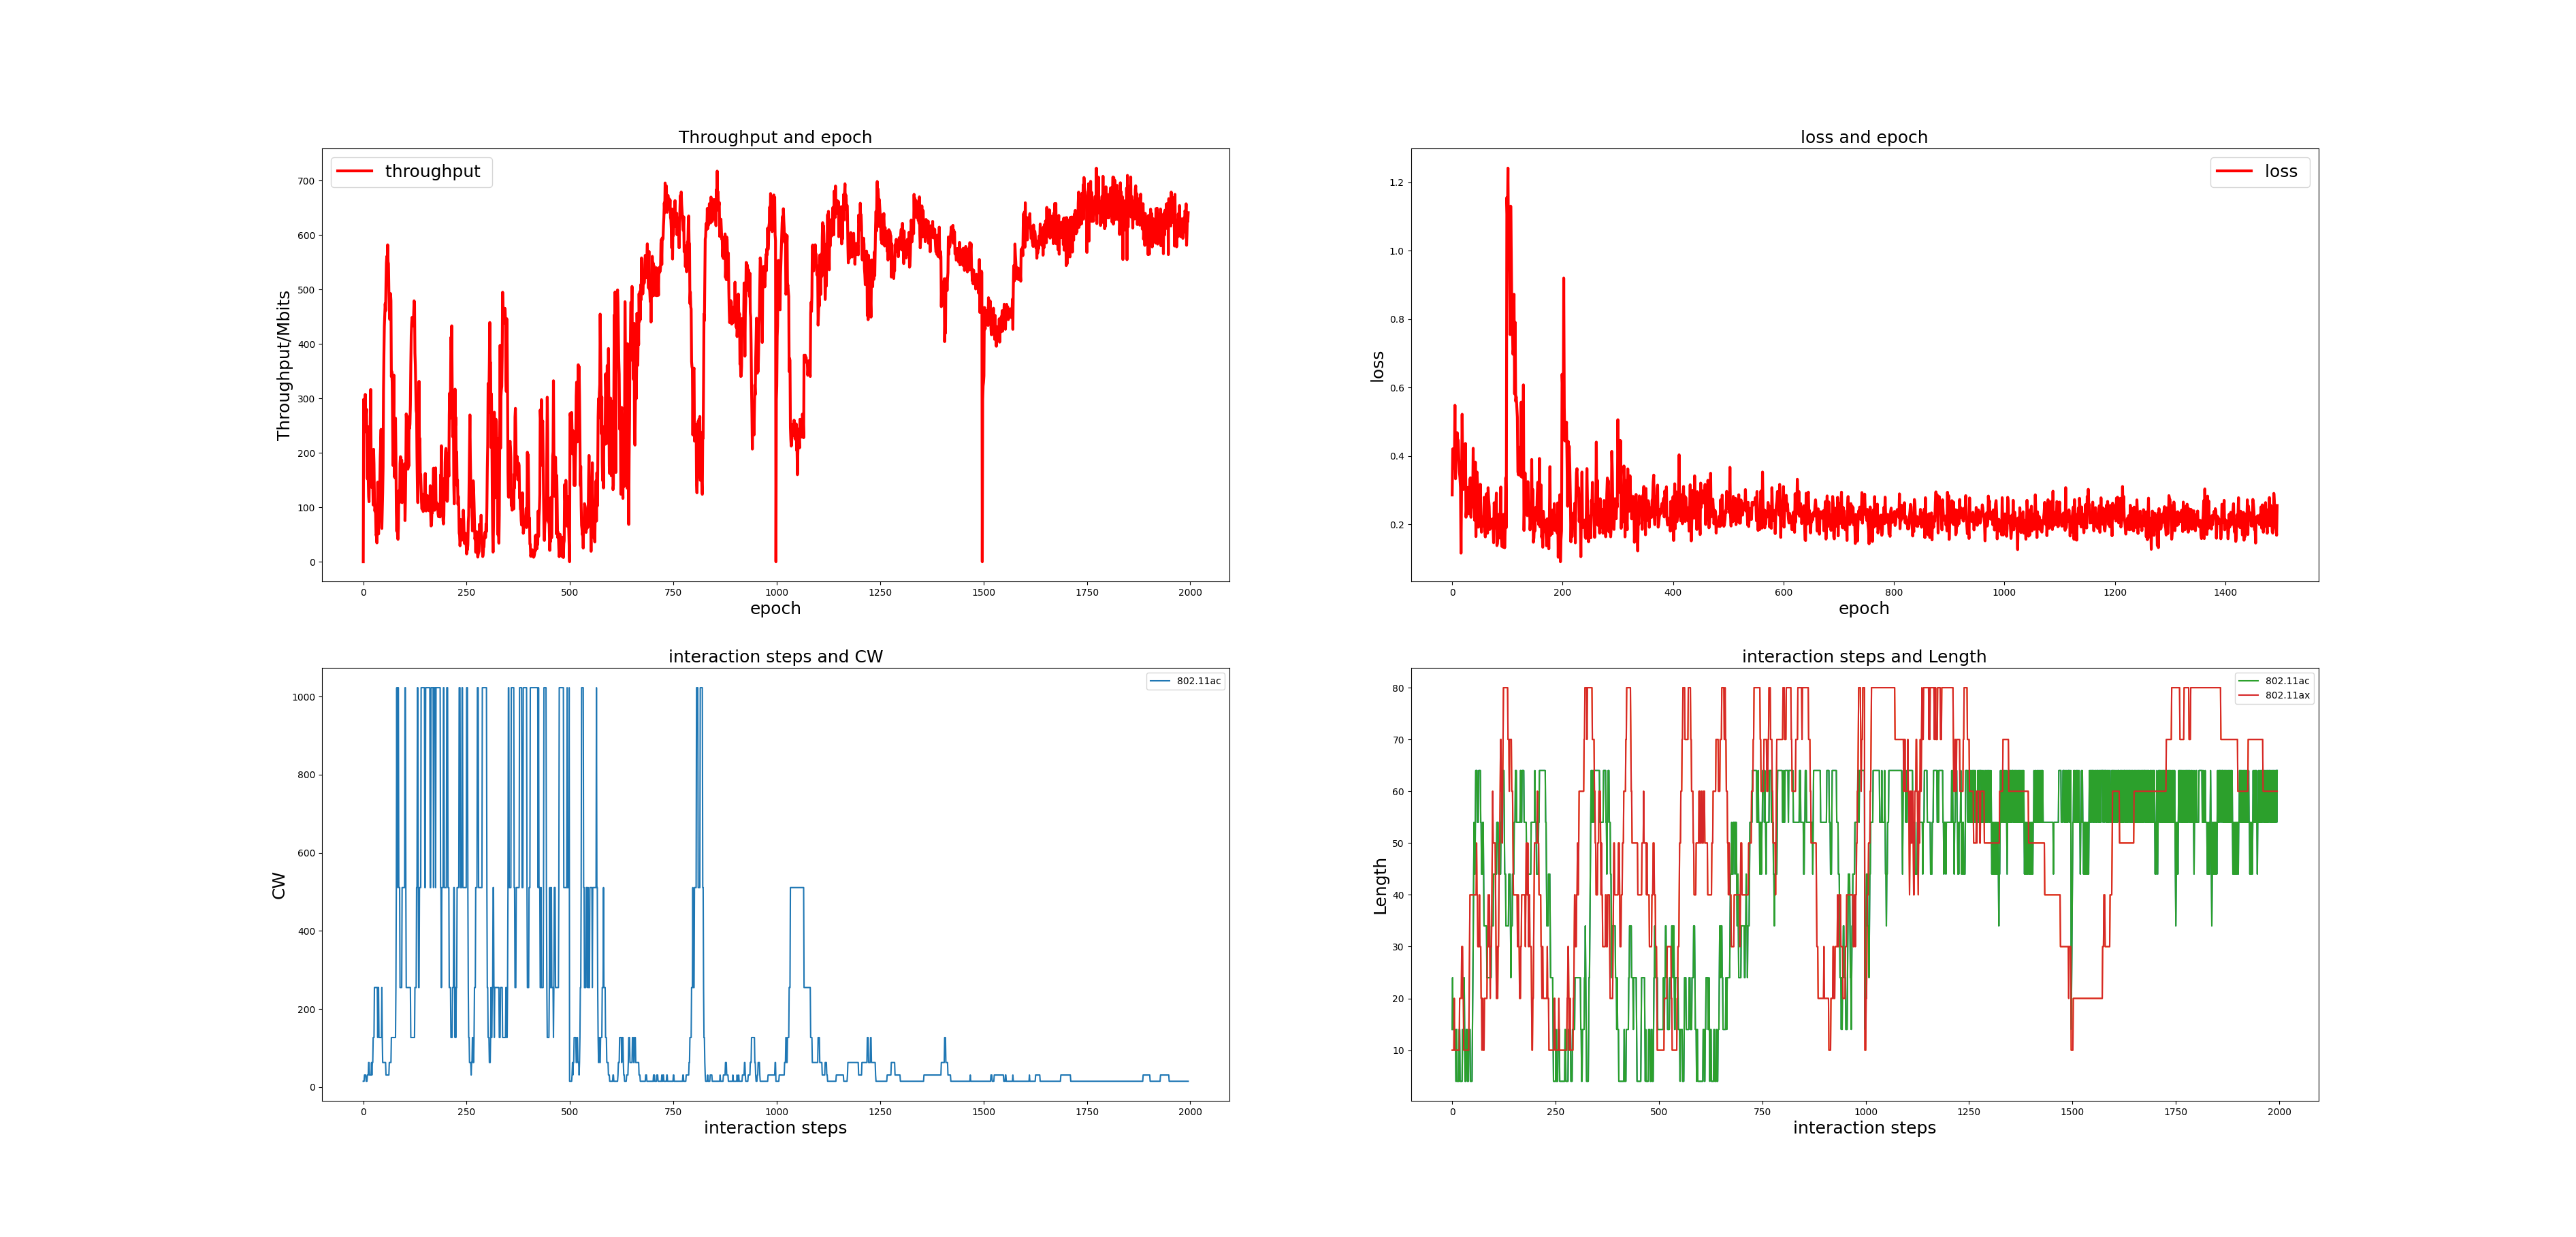 Throughput and epoch
throughput
Throughput/Mbits
700
600
500
400
300
200
100
0
0 250 500 750 1000 1250 1500 1750 2000
epoch
loss and epoch
loss
loss
1.2
1.0
0.8
0.6
0.4
0.2
0 200 400 600 800 1000 1200 1400
epoch
interaction steps and CW
802.11ac
CW
1000
800
600
400
200
0
0 250 500 750 1000 1250 1500 1750 2000
interaction steps
interaction steps and Length
802.11ac
802.11ax
Length
80
70
60
50
40
30
20
10
0 250 500 750 1000 1250 1500 1750 2000
interaction steps